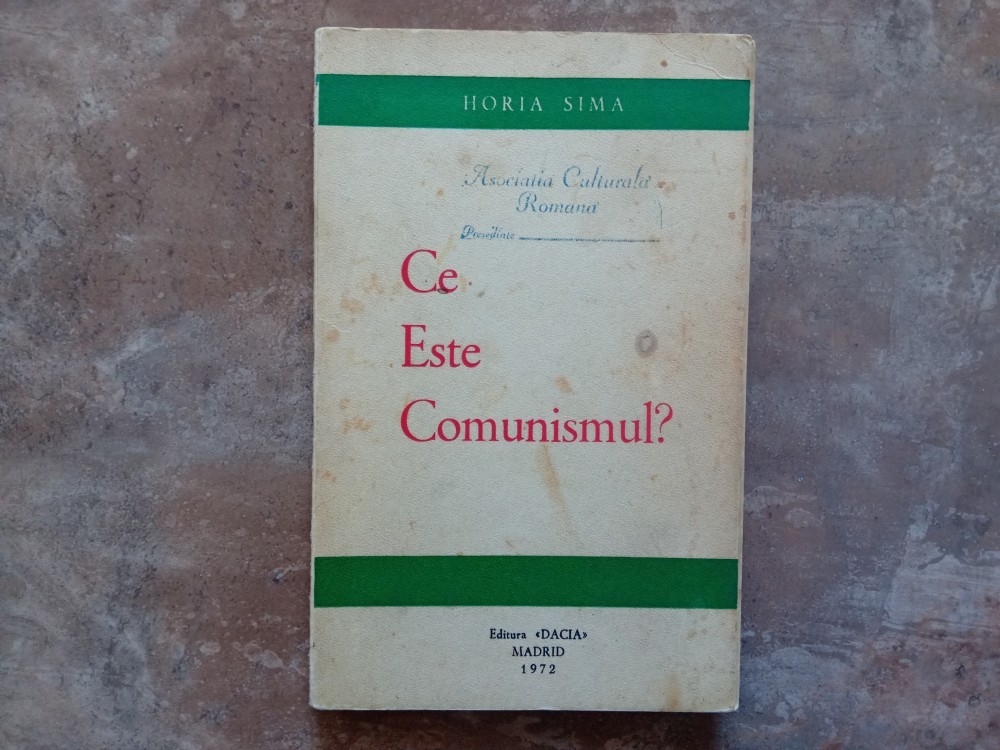 HORIA SIMA
Asociatia Culturala
Romana
Presedinte
Ce
Este
Comunismul?
Editura «DACIA»
MADRID
1972